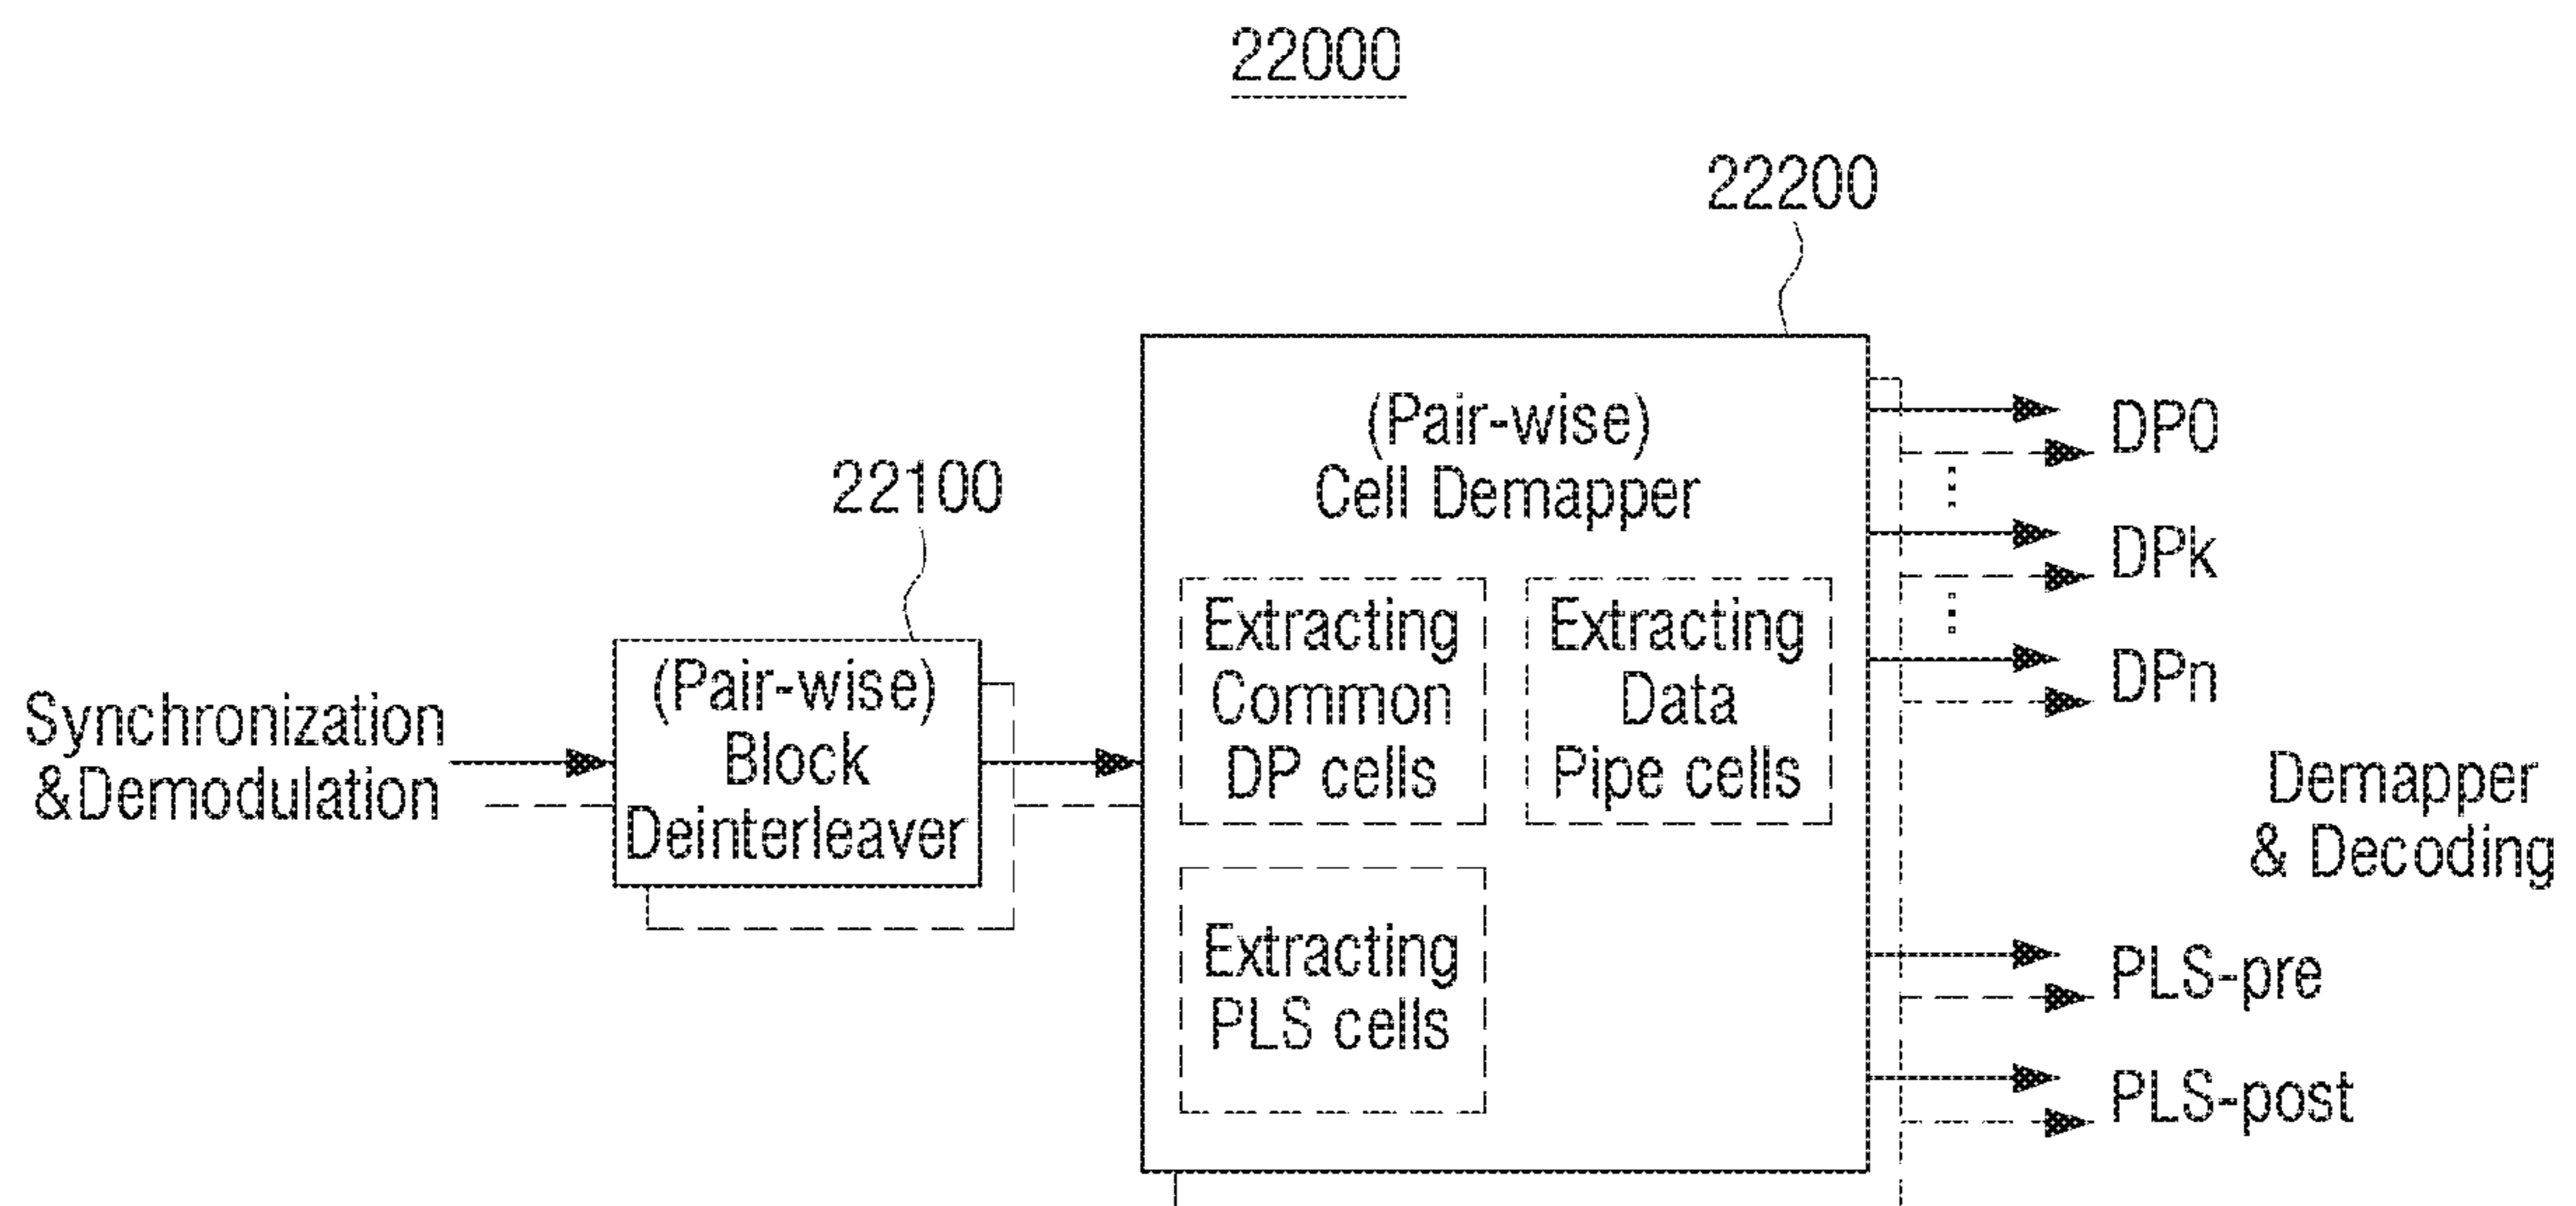 22000
22200
22100
(Pair-wise)
Cell Demapper
Extracting
Common
DP cells
Extracting
Data
Pipe cells
Extracting
PLS cells
(Pair-wise)
Block
Deinterleaver
Synchronization
&Demodulation
DP0
DPk
DPn
Demapper
& Decoding
PLS-pre
PLS-post